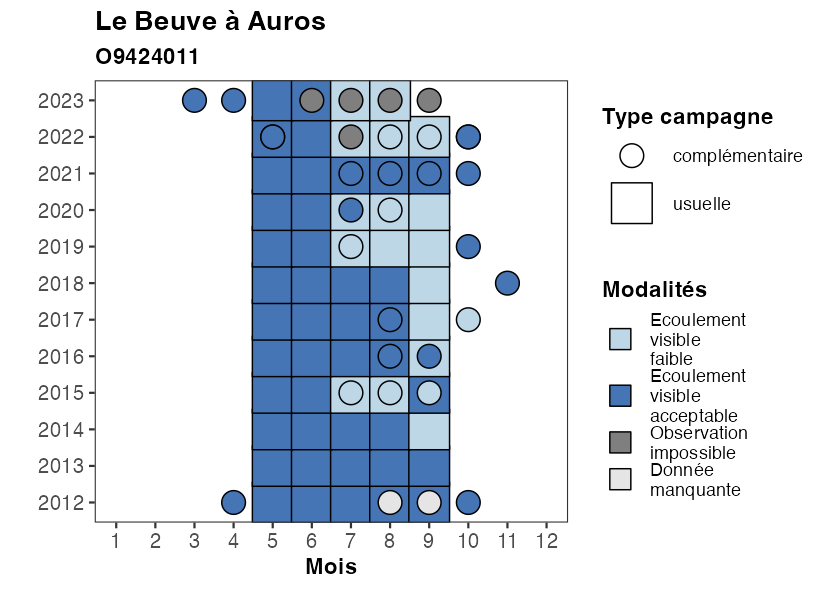 Le Beuve à Auros
O9424011
2023
2022
2021
2020
2019
2018
2017
2016
2015
2014
2013
2012
1 2 3 4 5 6 7 8 9 10 11 12
Mois
Type campagne
complémentaire
usuelle
Modalités
Ecoulement
visible
faible
Ecoulement
visible
acceptable
Observation
impossible
Donnée
manquante